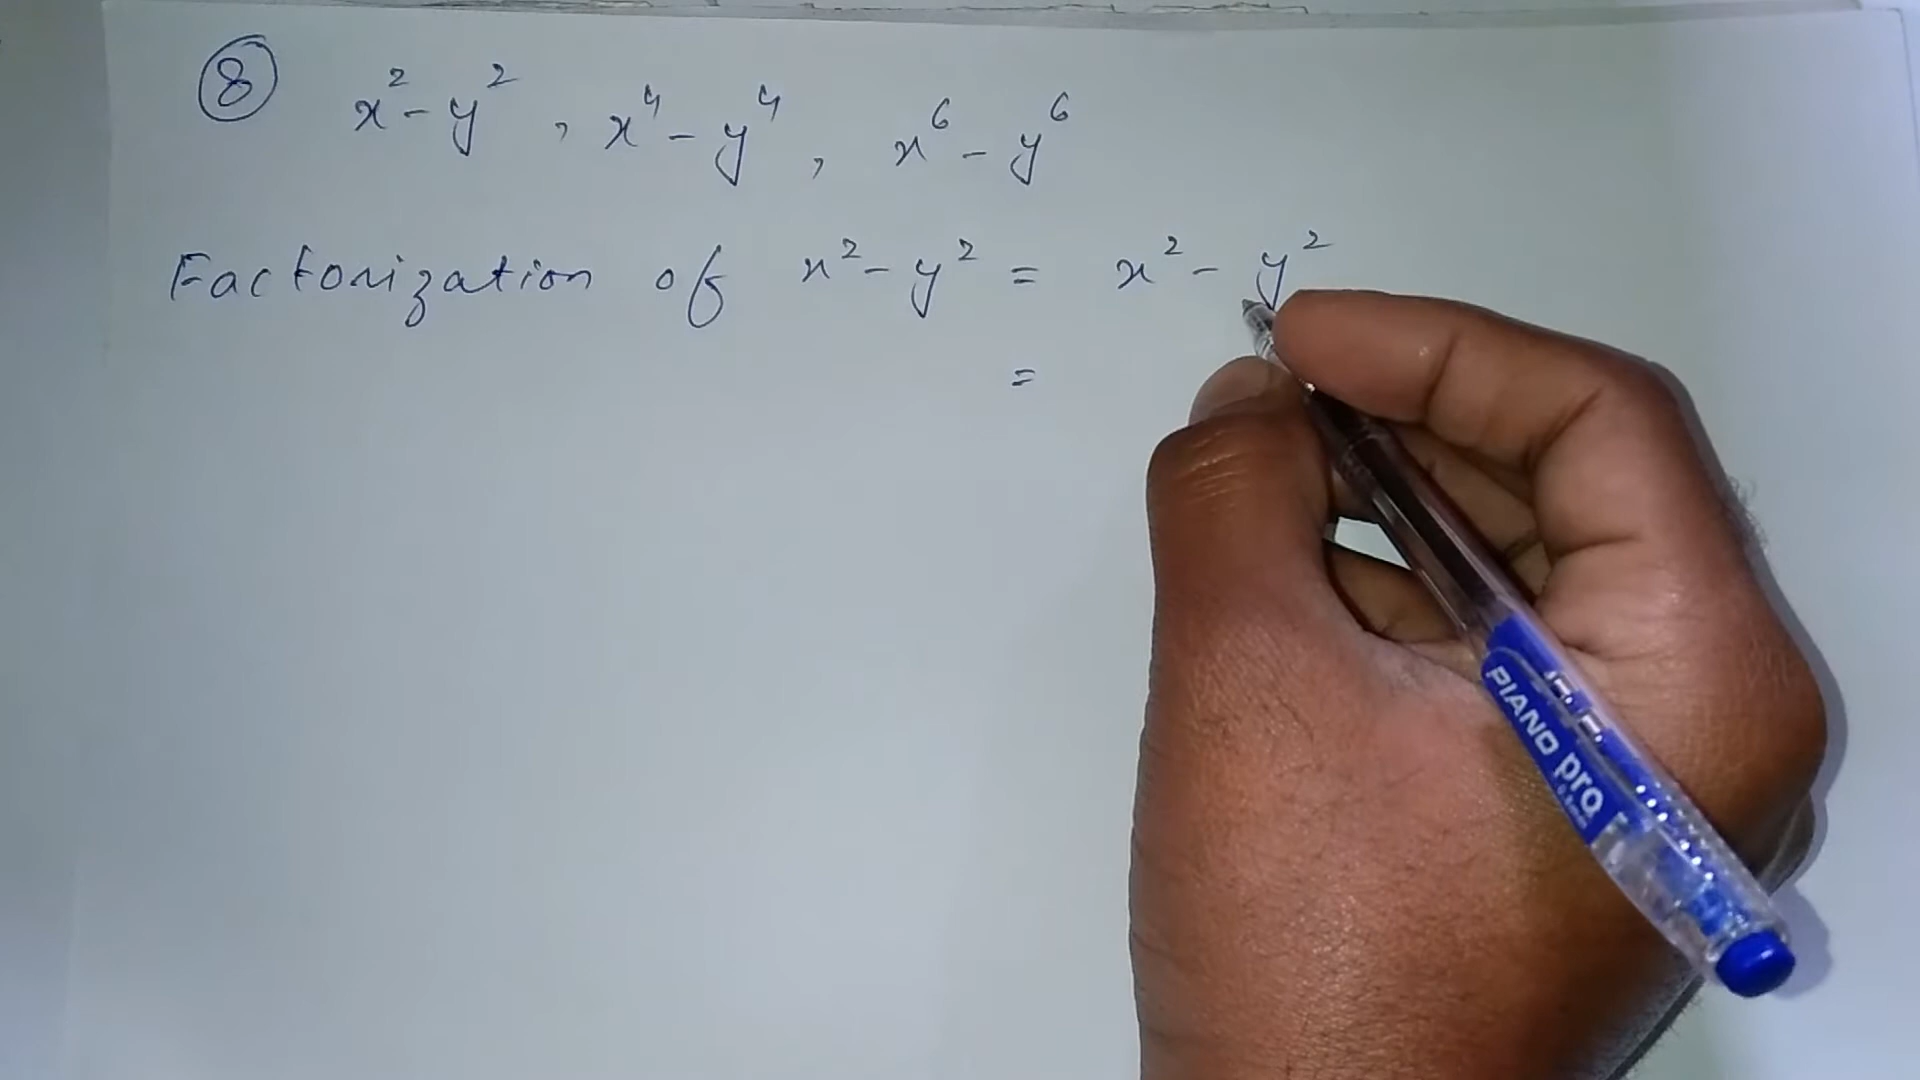 ⑧ x² - y² , x⁴ - y⁴ , x⁶ - y⁶
Factorization of x² - y² = x² - y²
=
PIANO pro